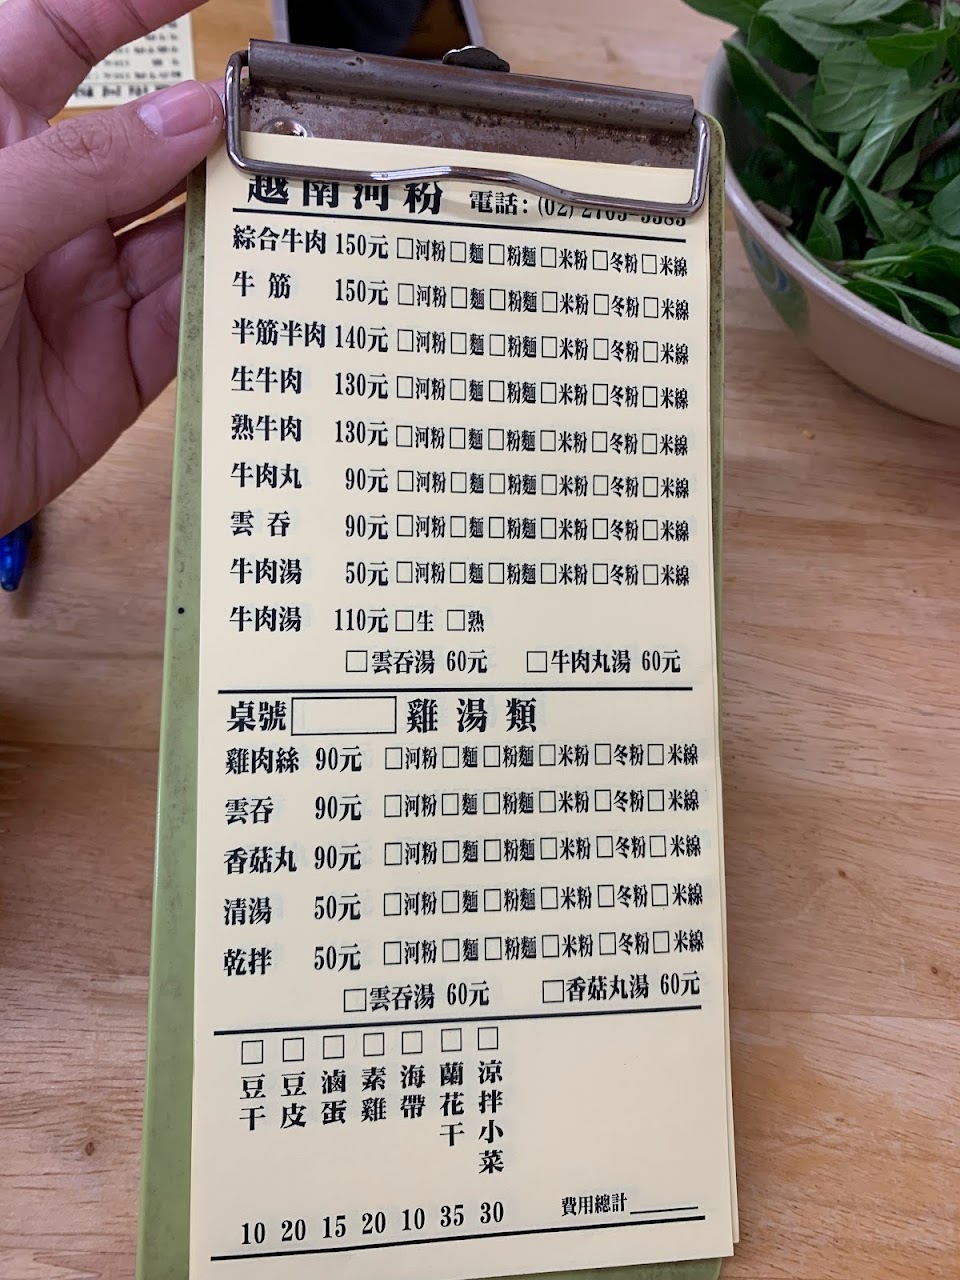 越南河粉 電話：(02) 2765-3383
綜合牛肉 150元 □河粉□麵□粉麵□米粉□冬粉□米線
牛筋 150元 □河粉□麵□粉麵□米粉□冬粉□米線
半筋半肉 140元 □河粉□麵□粉麵□米粉□冬粉□米線
生牛肉 130元 □河粉□麵□粉麵□米粉□冬粉□米線
熟牛肉 130元 □河粉□麵□粉麵□米粉□冬粉□米線
牛肉丸 90元 □河粉□麵□粉麵□米粉□冬粉□米線
雲吞 90元 □河粉□麵□粉麵□米粉□冬粉□米線
牛肉湯 50元 □河粉□麵□粉麵□米粉□冬粉□米線
牛肉湯 110元 □生 □熟
□雲吞湯 60元 □牛肉丸湯 60元
桌號 雞湯類
雞肉絲 90元 □河粉□麵□粉麵□米粉□冬粉□米線
雲吞 90元 □河粉□麵□粉麵□米粉□冬粉□米線
香菇丸 90元 □河粉□麵□粉麵□米粉□冬粉□米線
清湯 50元 □河粉□麵□粉麵□米粉□冬粉□米線
乾拌 50元 □河粉□麵□粉麵□米粉□冬粉□米線
□雲吞湯 60元 □香菇丸湯 60元
□豆干 10
□豆皮 20
□滷蛋 15
□素雞 20
□海帶 10
□蘭花干 35
□涼拌小菜 30
費用總計